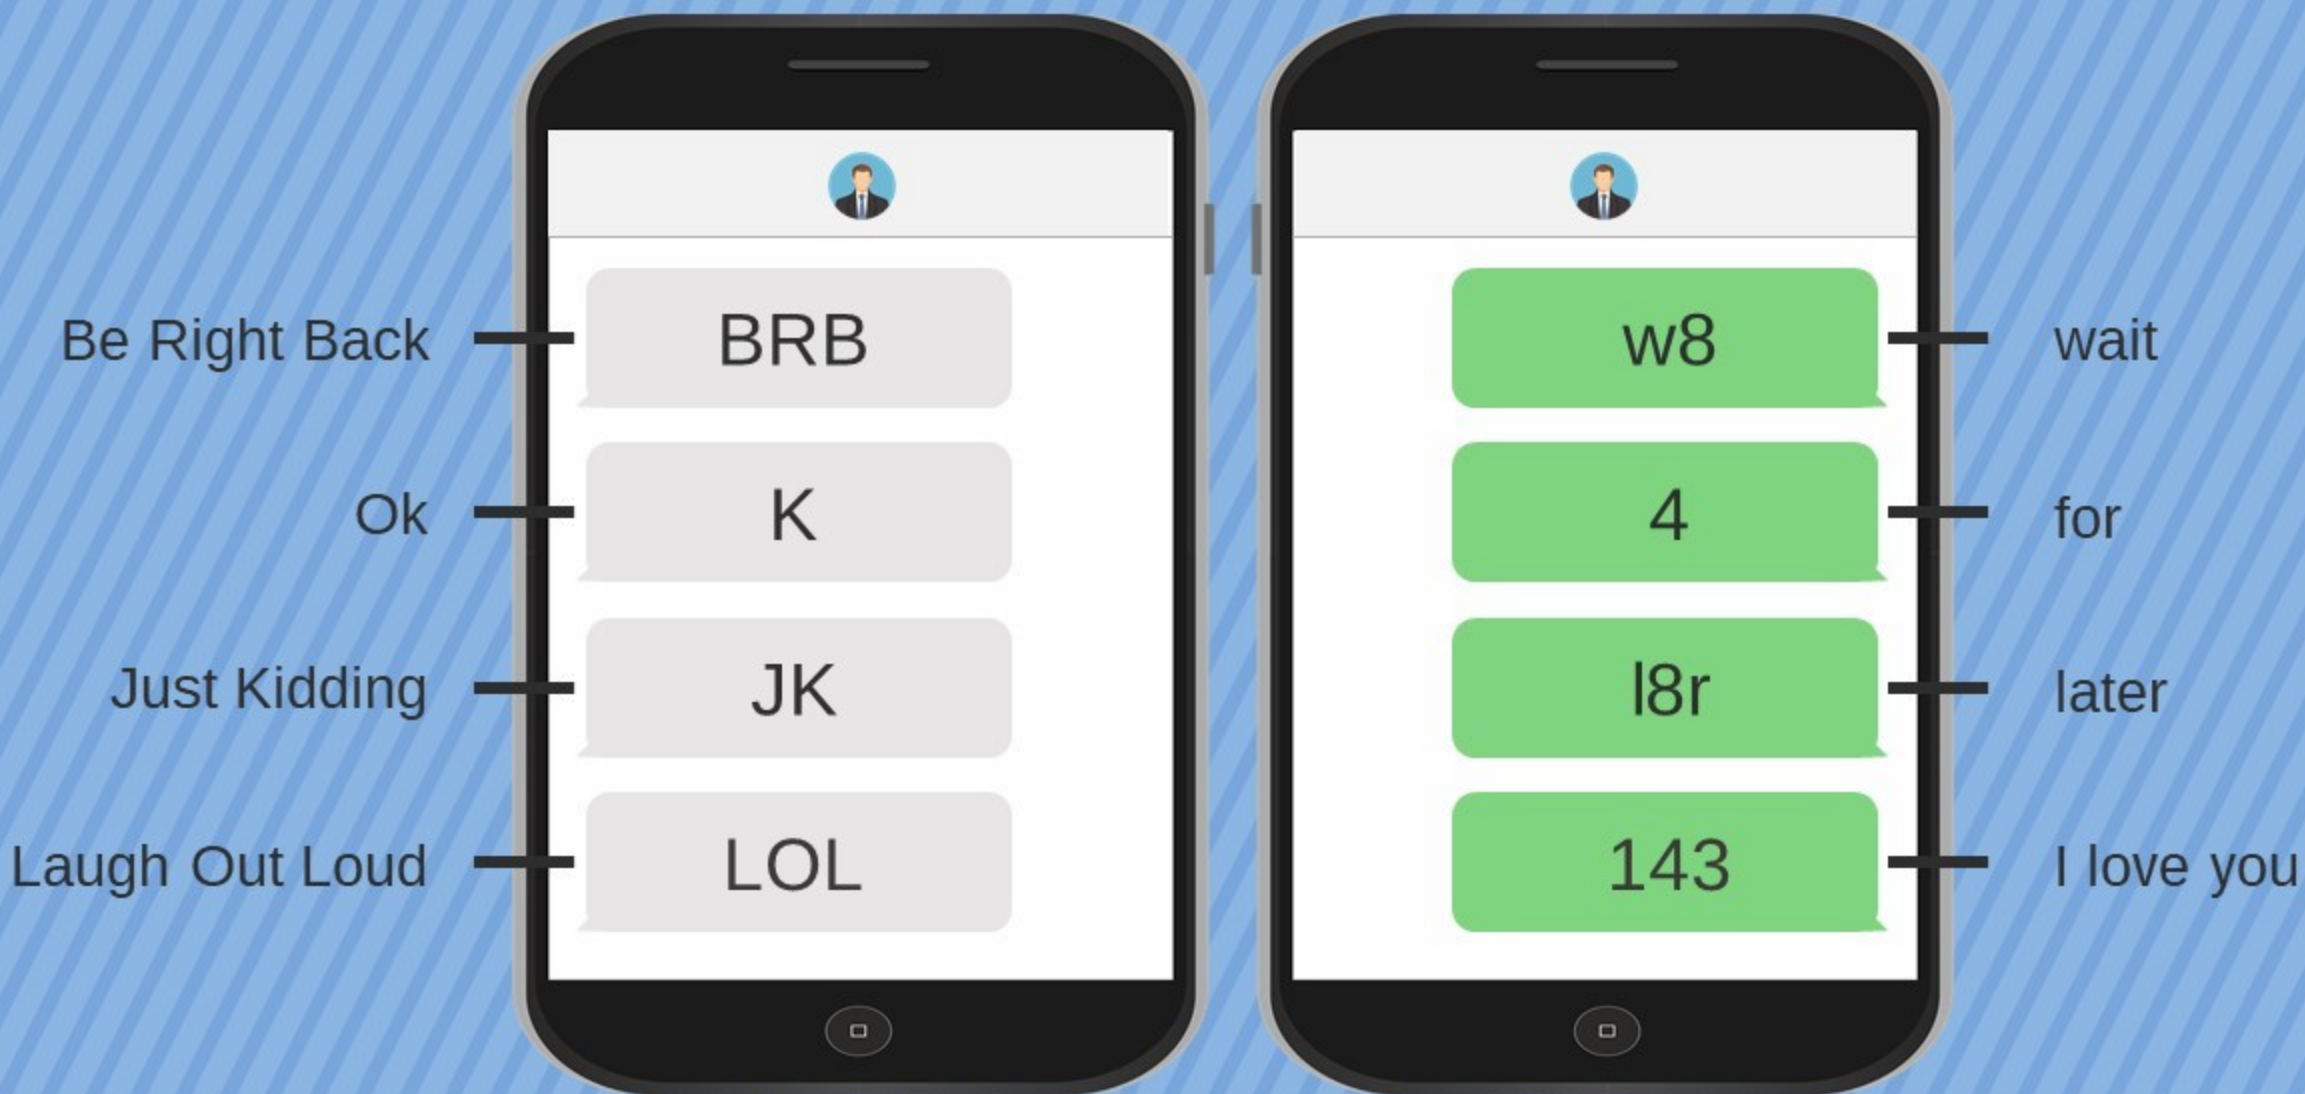 Be Right Back BRB
Ok K
Just Kidding JK
Laugh Out Loud LOL
w8 wait
4 for
l8r later
143 I love you